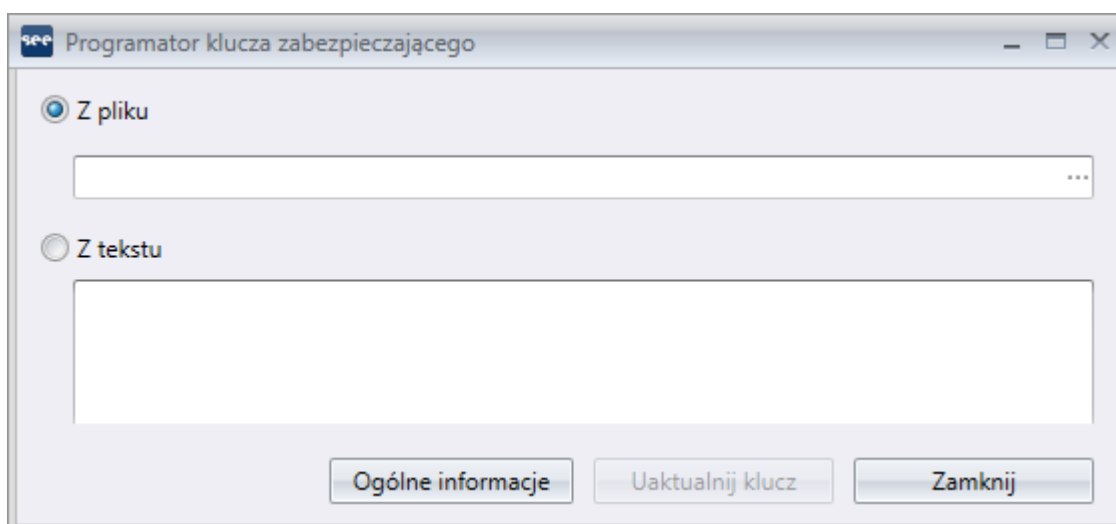 see Programator klucza zabezpieczającego
Z pliku
...
Z tekstu
Ogólne informacje Uaktualnij klucz Zamknij